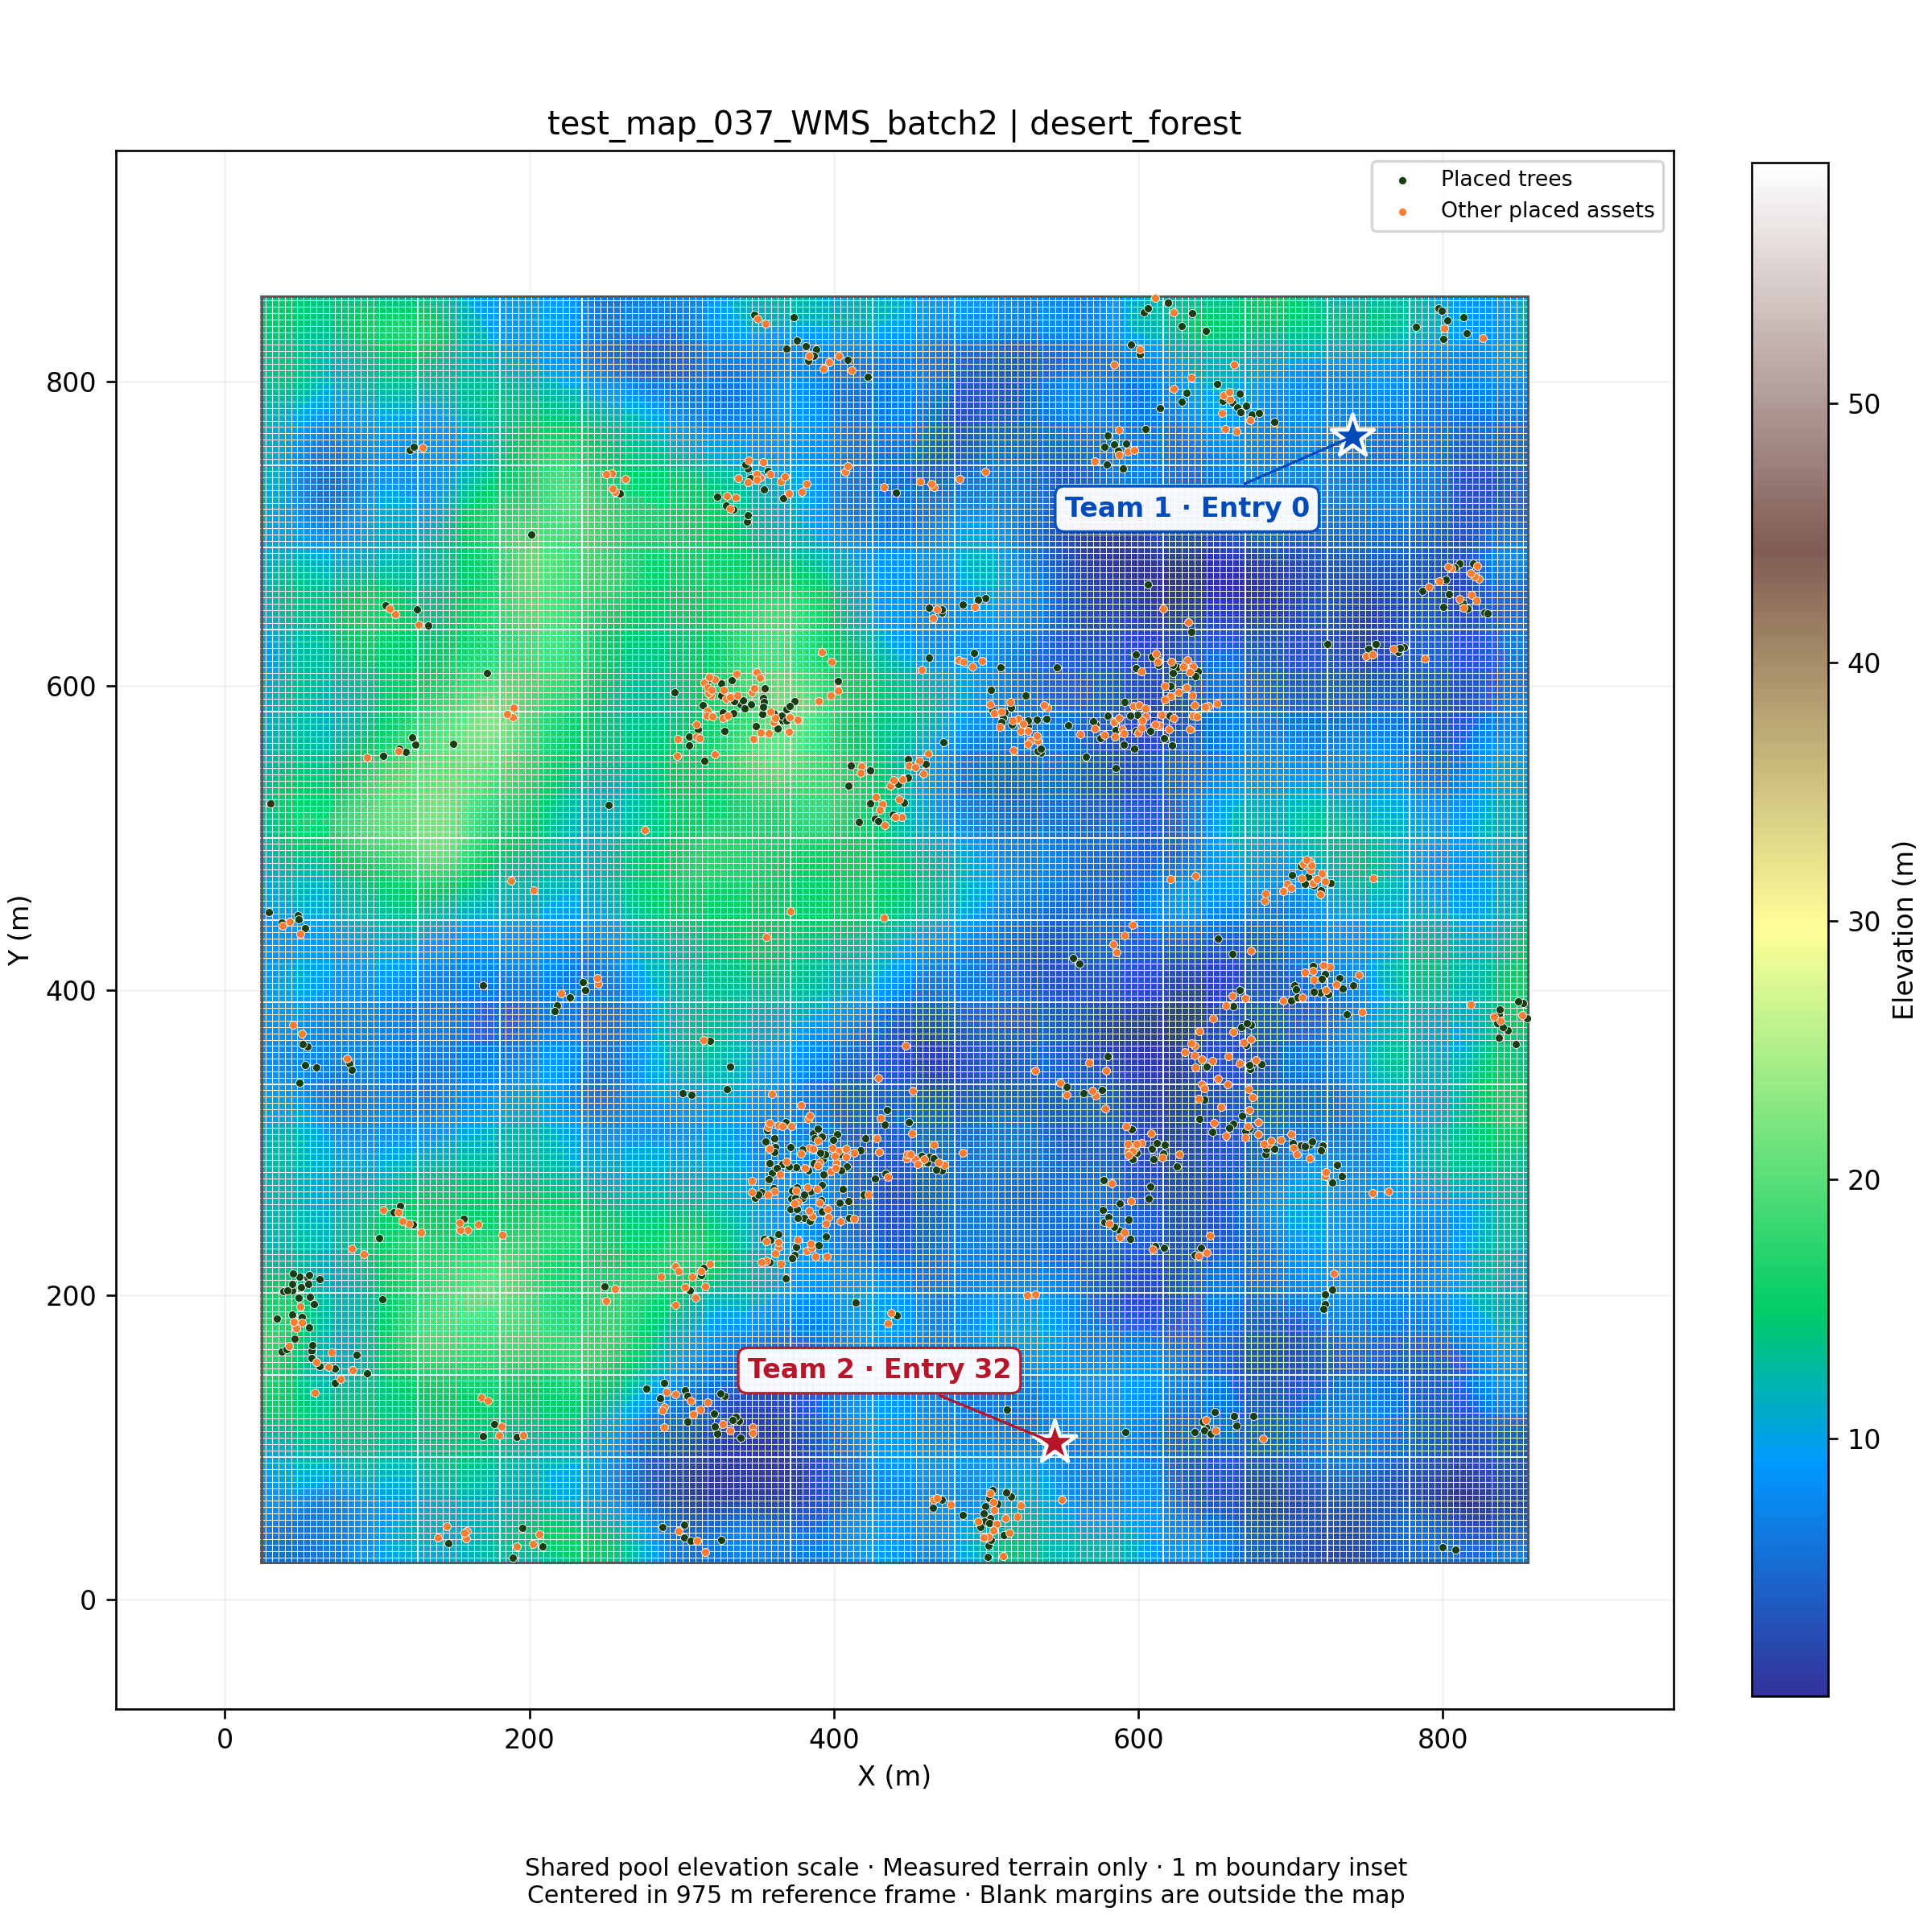 test_map_037_WMS_batch2 | desert_forest
Placed trees
Other placed assets
Team 1 · Entry 0
Team 2 · Entry 32
800
600
400
200
0
Y (m)
0
200
400
600
800
X (m)
50
40
30
20
10
Elevation (m)
Shared pool elevation scale · Measured terrain only · 1 m boundary inset
Centered in 975 m reference frame · Blank margins are outside the map